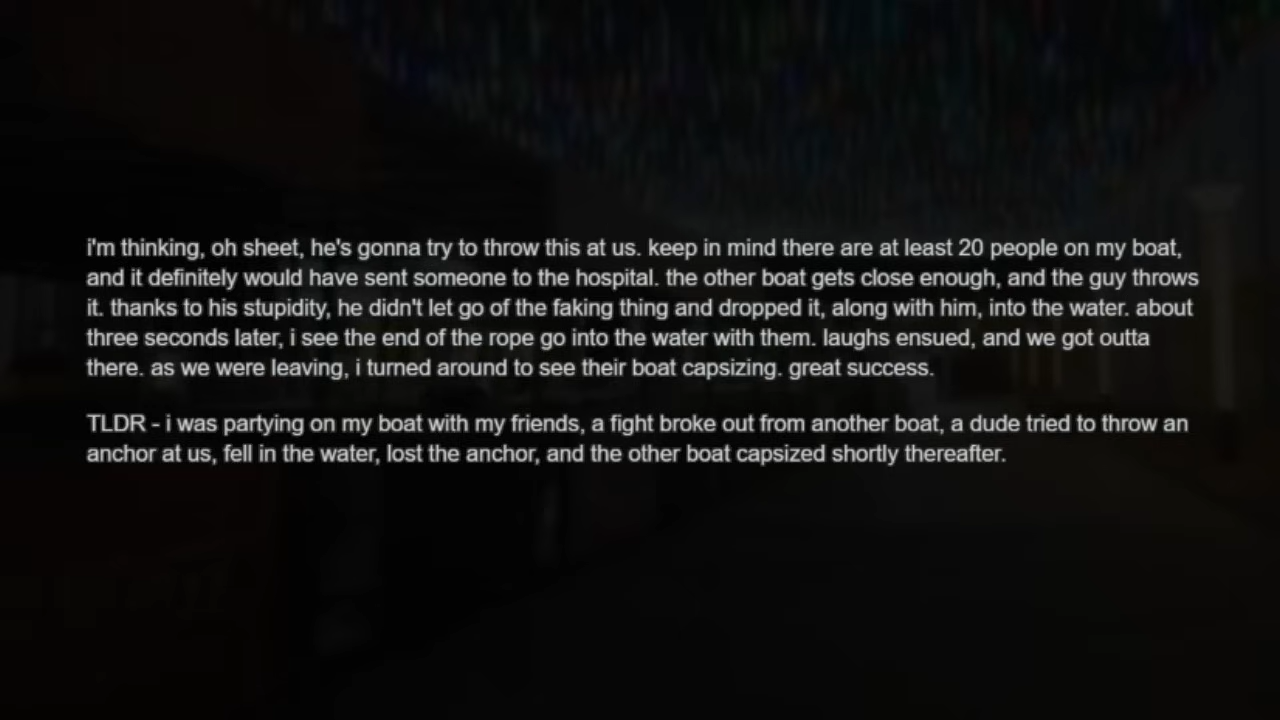 i'm thinking, oh sheet, he's gonna try to throw this at us. keep in mind there are at least 20 people on my boat,
and it definitely would have sent someone to the hospital. the other boat gets close enough, and the guy throws
it. thanks to his stupidity, he didn't let go of the faking thing and dropped it, along with him, into the water. about
three seconds later, i see the end of the rope go into the water with them. laughs ensued, and we got outta
there. as we were leaving, i turned around to see their boat capsizing. great success.
TLDR - i was partying on my boat with my friends, a fight broke out from another boat, a dude tried to throw an
anchor at us, fell in the water, lost the anchor, and the other boat capsized shortly thereafter.